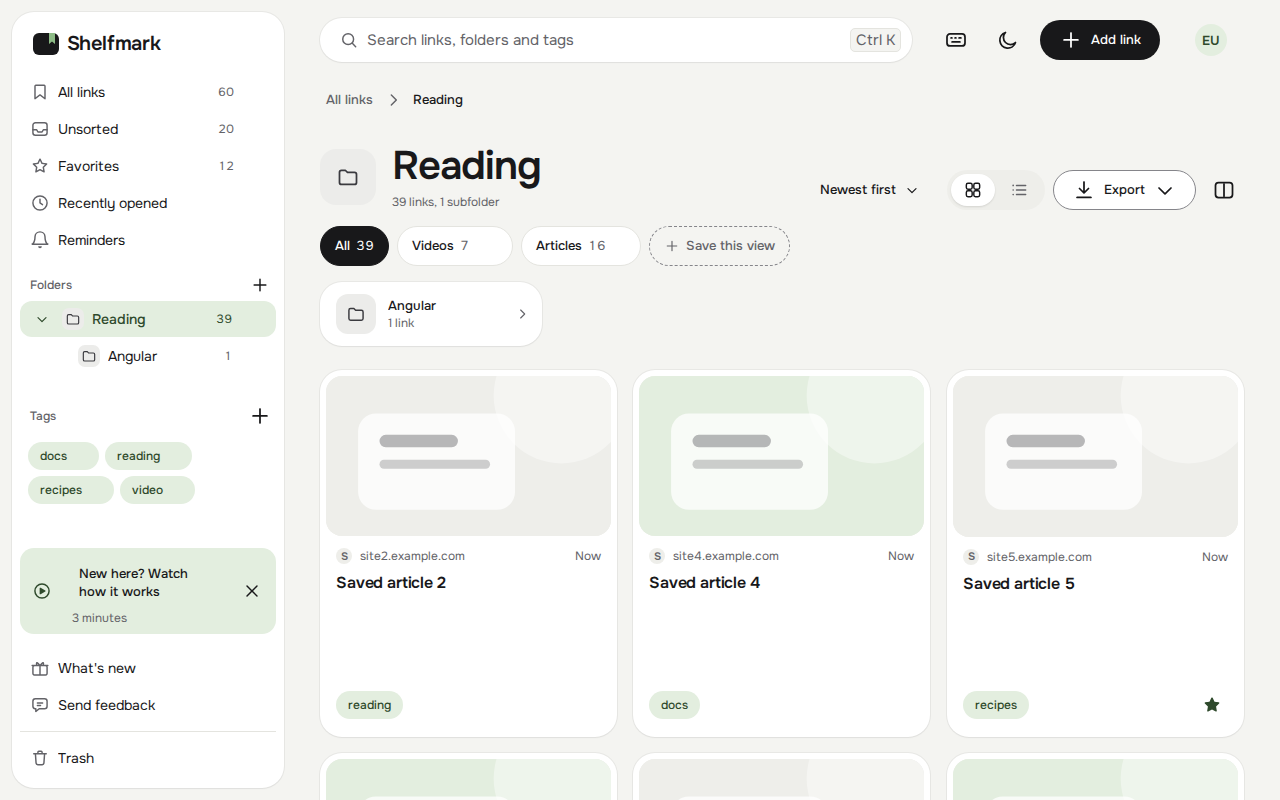 Shelfmark
All links 60
Unsorted 20
Favorites 12
Recently opened
Reminders
Folders
Reading 39
Angular 1
Tags
docs reading
recipes video
New here? Watch
how it works
3 minutes
What's new
Send feedback
Trash
Search links, folders and tags Ctrl K
Add link
EU
All links Reading
Reading
39 links, 1 subfolder
Newest first
Export
All 39
Videos 7
Articles 16
Save this view
Angular
1 link
S site2.example.com Now
Saved article 2
reading
S site4.example.com Now
Saved article 4
docs
S site5.example.com Now
Saved article 5
recipes